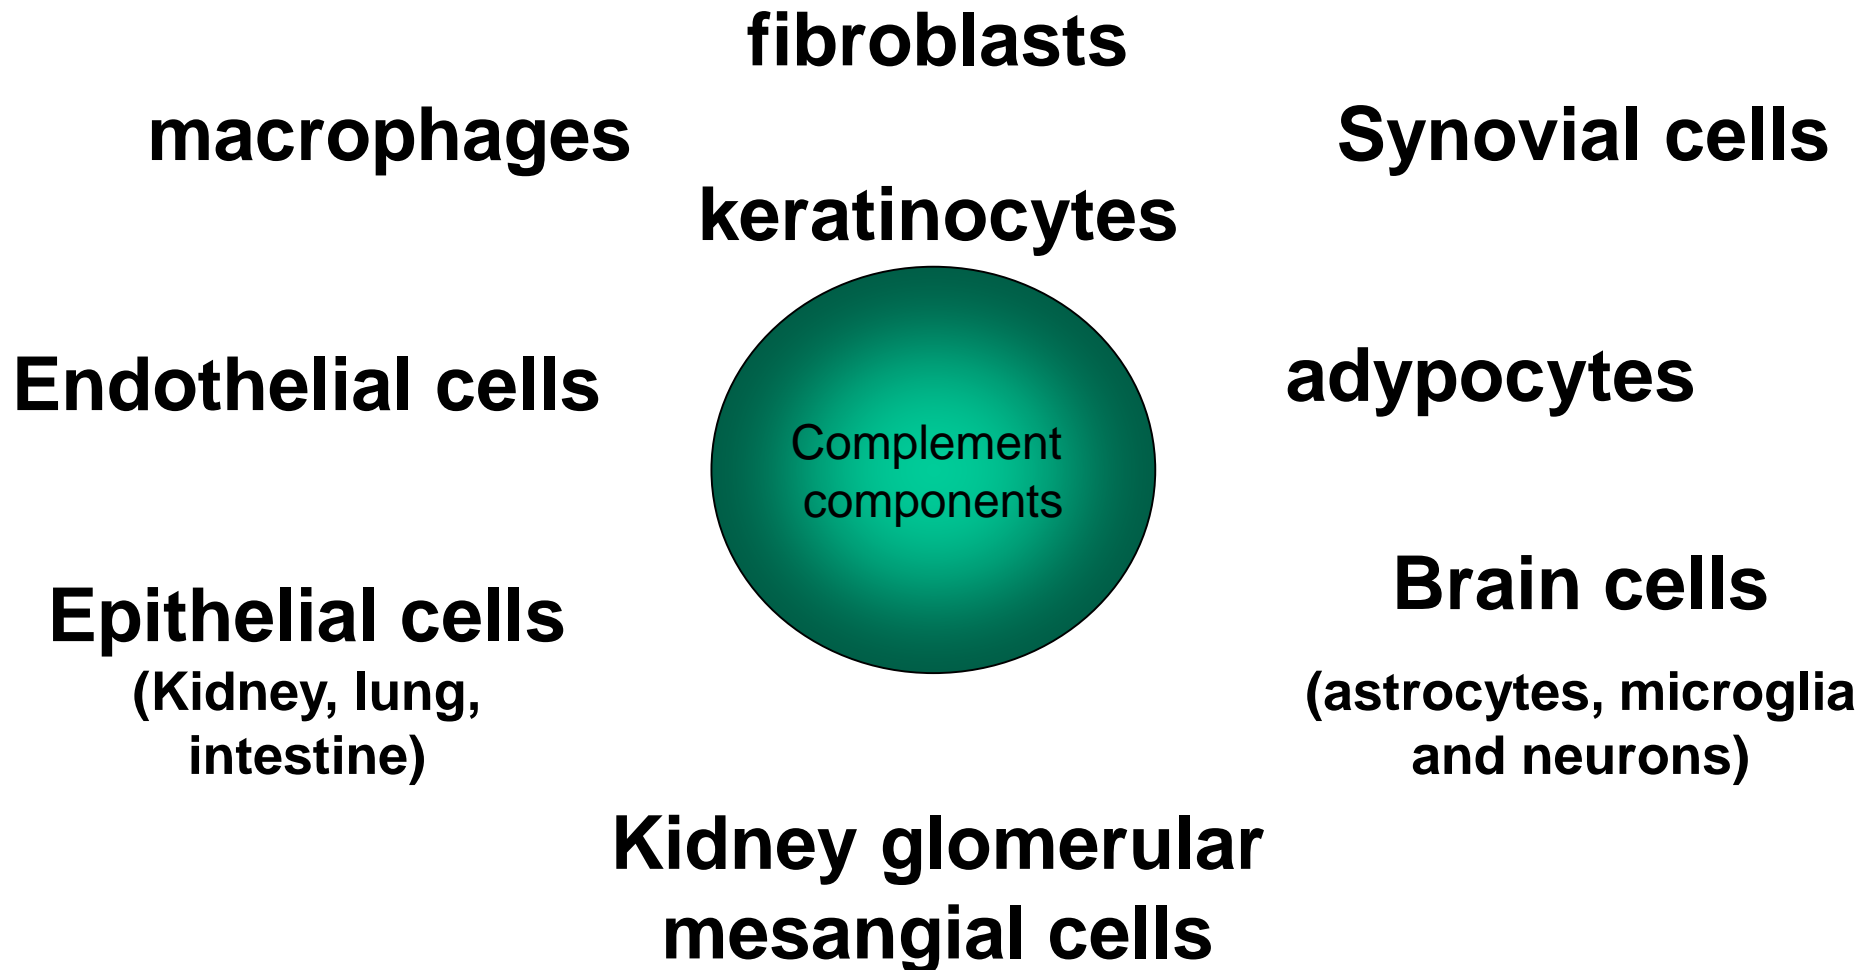 fibroblasts
macrophages
Synovial cells
keratinocytes
Endothelial cells
adypocytes
Complement
components
Epithelial cells
(Kidney, lung,
intestine)
Brain cells
(astrocytes, microglia
and neurons)
Kidney glomerular
mesangial cells